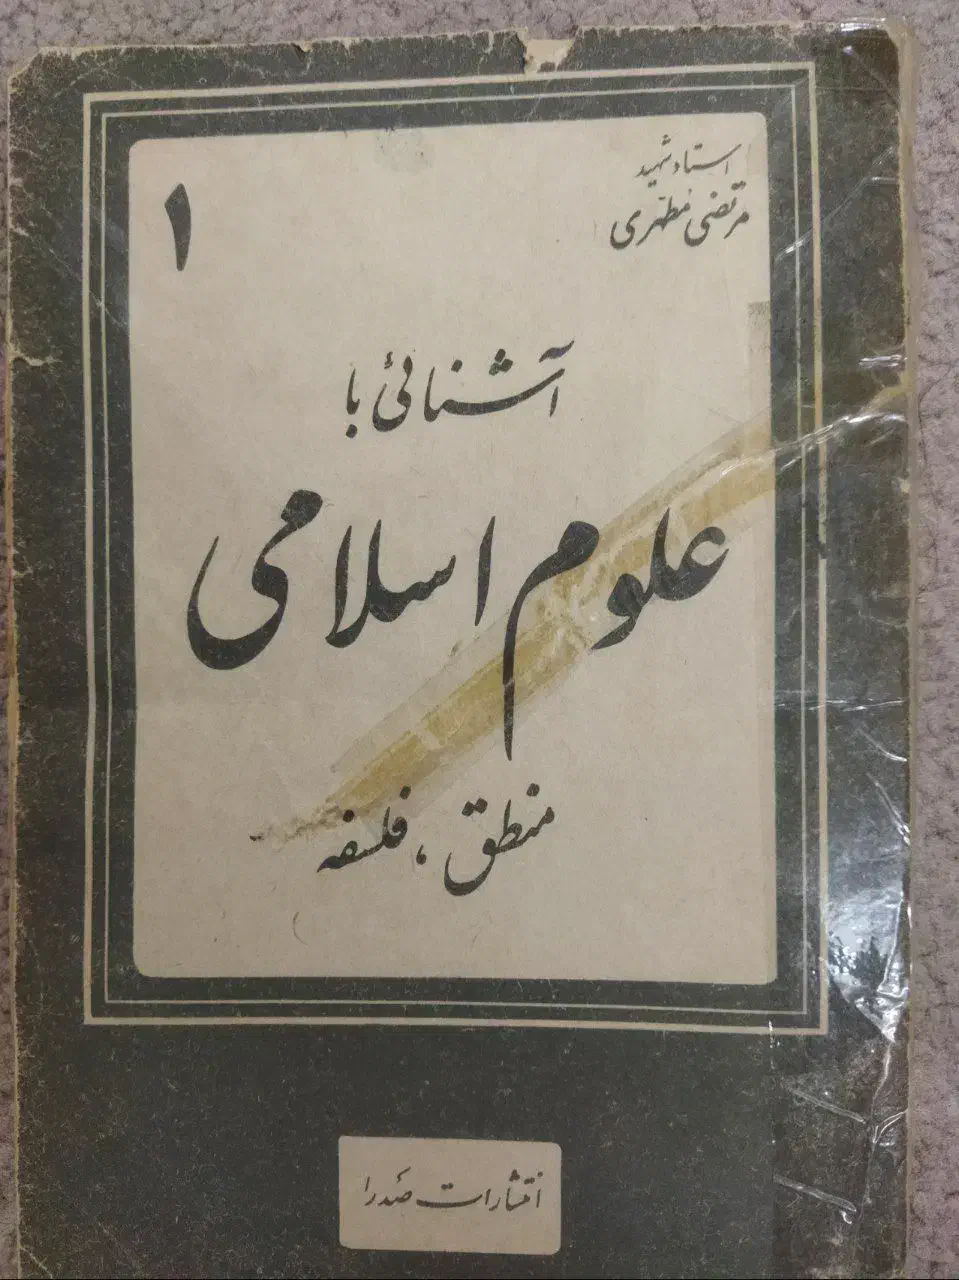 استاد شهید
مرتضی مطهری
۱
آشنائی با
علوم اسلامی
منطق، فلسفه
انتشارات صدرا